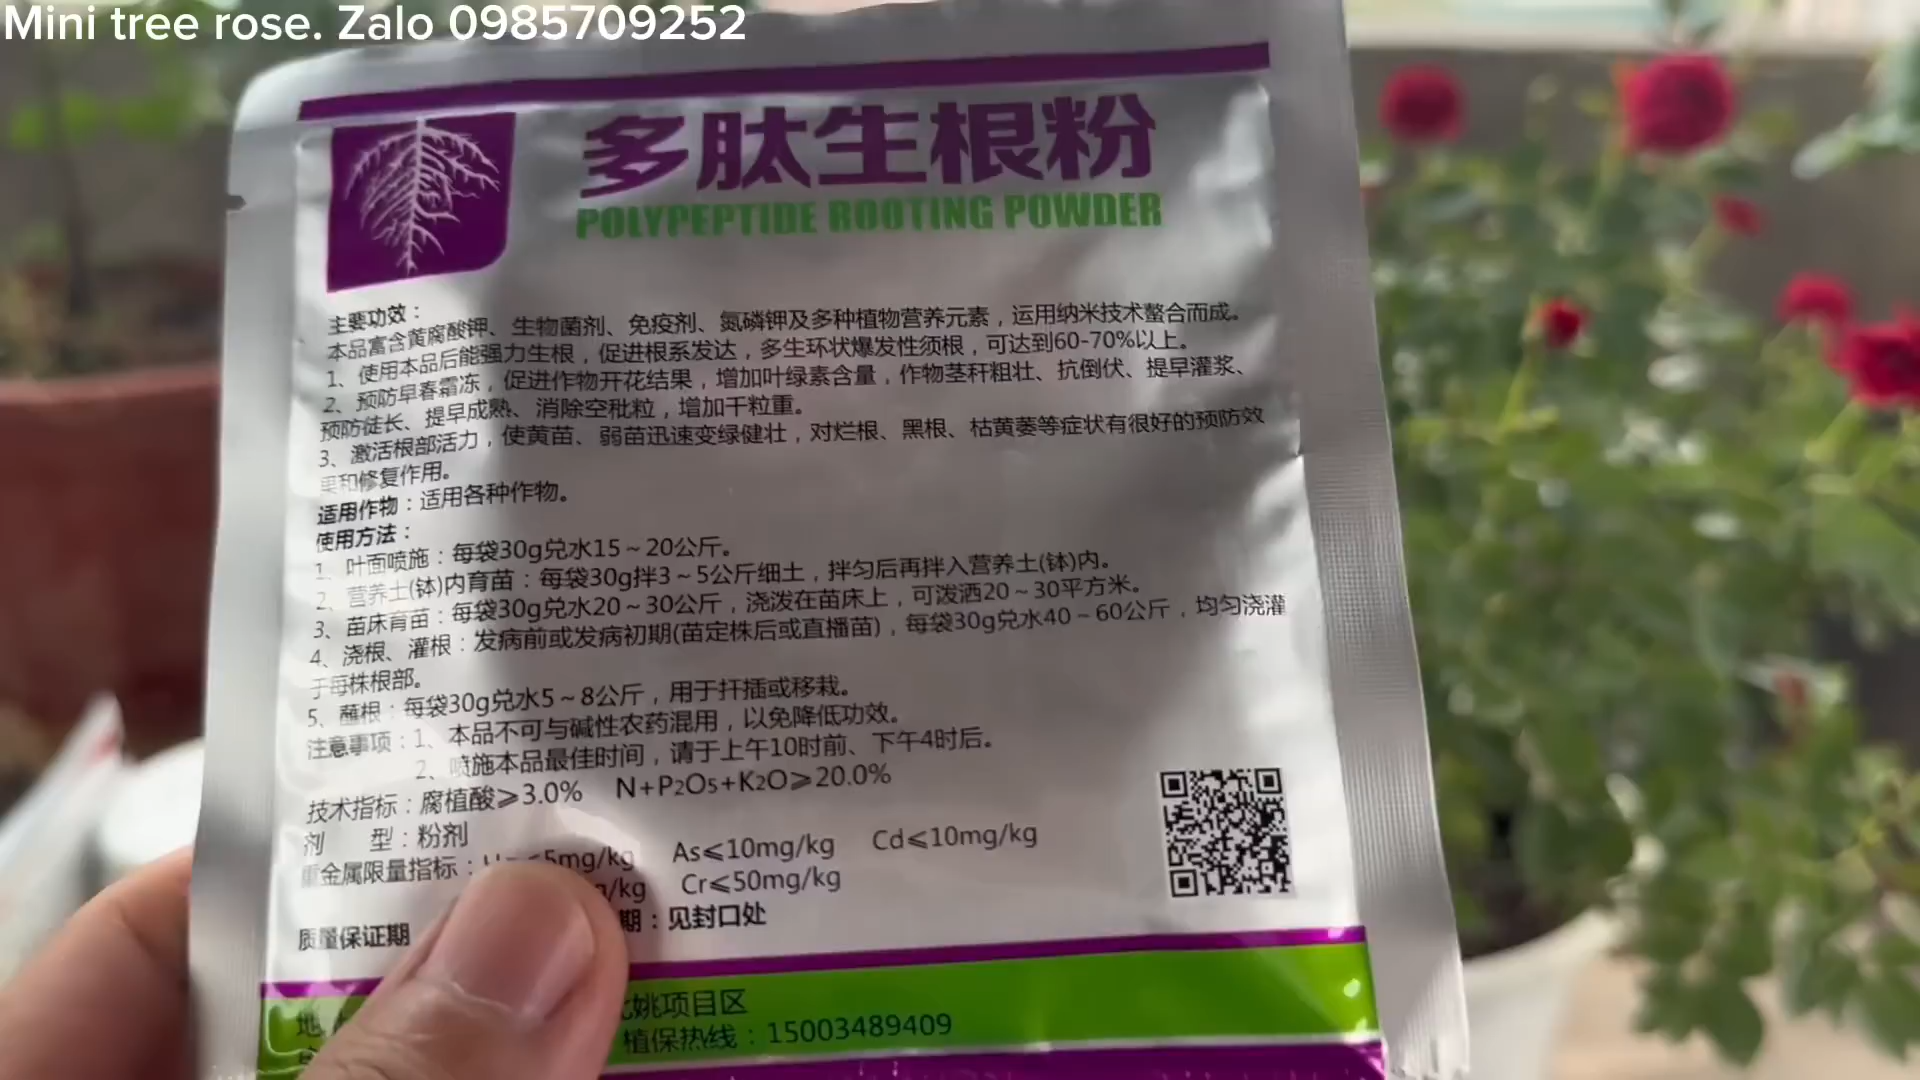 Mini tree rose. Zalo 0985709252
多肽生根粉
POLYPEPTIDE ROOTING POWDER
主要功效：
本品富含黄腐酸钾、生物菌剂、免疫剂、氮磷钾及多种植物营养元素，运用纳米技术螯合而成。
1、使用本品后能强力生根，促进根系发达，多生环状爆发性须根，可达到60-70%以上。
2、预防早春霜冻，促进作物开花结果，增加叶绿素含量，作物茎秆粗壮、抗倒伏、提早灌浆、
预防徒长、提早成熟、消除空秕粒，增加千粒重。
3、激活根部活力，使黄苗、弱苗迅速变绿健壮，对烂根、黑根、枯黄萎等症状有很好的预防效
果和修复作用。
适用作物：适用各种作物。
使用方法：
1、叶面喷施：每袋30g兑水15～20公斤。
2、营养土(钵)内育苗：每袋30g拌3～5公斤细土，拌匀后再拌入营养土(钵)内。
3、苗床育苗：每袋30g兑水20～30公斤，浇泼在苗床上，可泼洒20～30平方米。
4、浇根、灌根：发病前或发病初期(苗定株后或直播苗)，每袋30g兑水40～60公斤，均匀浇灌
于每株根部。
5、蘸根：每袋30g兑水5～8公斤，用于扦插或移栽。
注意事项：1、本品不可与碱性农药混用，以免降低功效。
2、喷施本品最佳时间，请于上午10时前、下午4时后。
技术指标：腐植酸≥3.0% N+P2O5+K2O≥20.0%
剂 型：粉剂
重金属限量指标： ≤5mg/kg As≤10mg/kg Cd≤10mg/kg
/kg Cr≤50mg/kg
质量保证期 期：见封口处
地 姚项目区
植保热线：15003489409